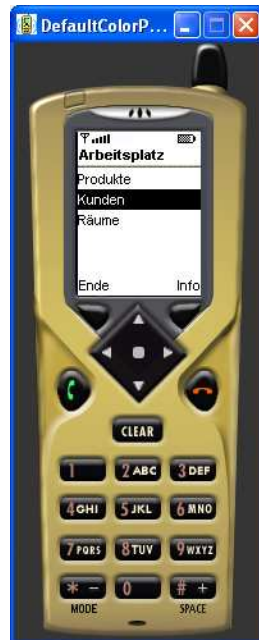 DefaultColorP...
Arbeitsplatz
Produkte
Kunden
Räume
Ende Info
CLEAR
1 2 ABC 3 DEF
4 GHI 5 JKL 6 MNO
7 PQRS 8 TUV 9 WXYZ
* - 0 # +
MODE SPACE